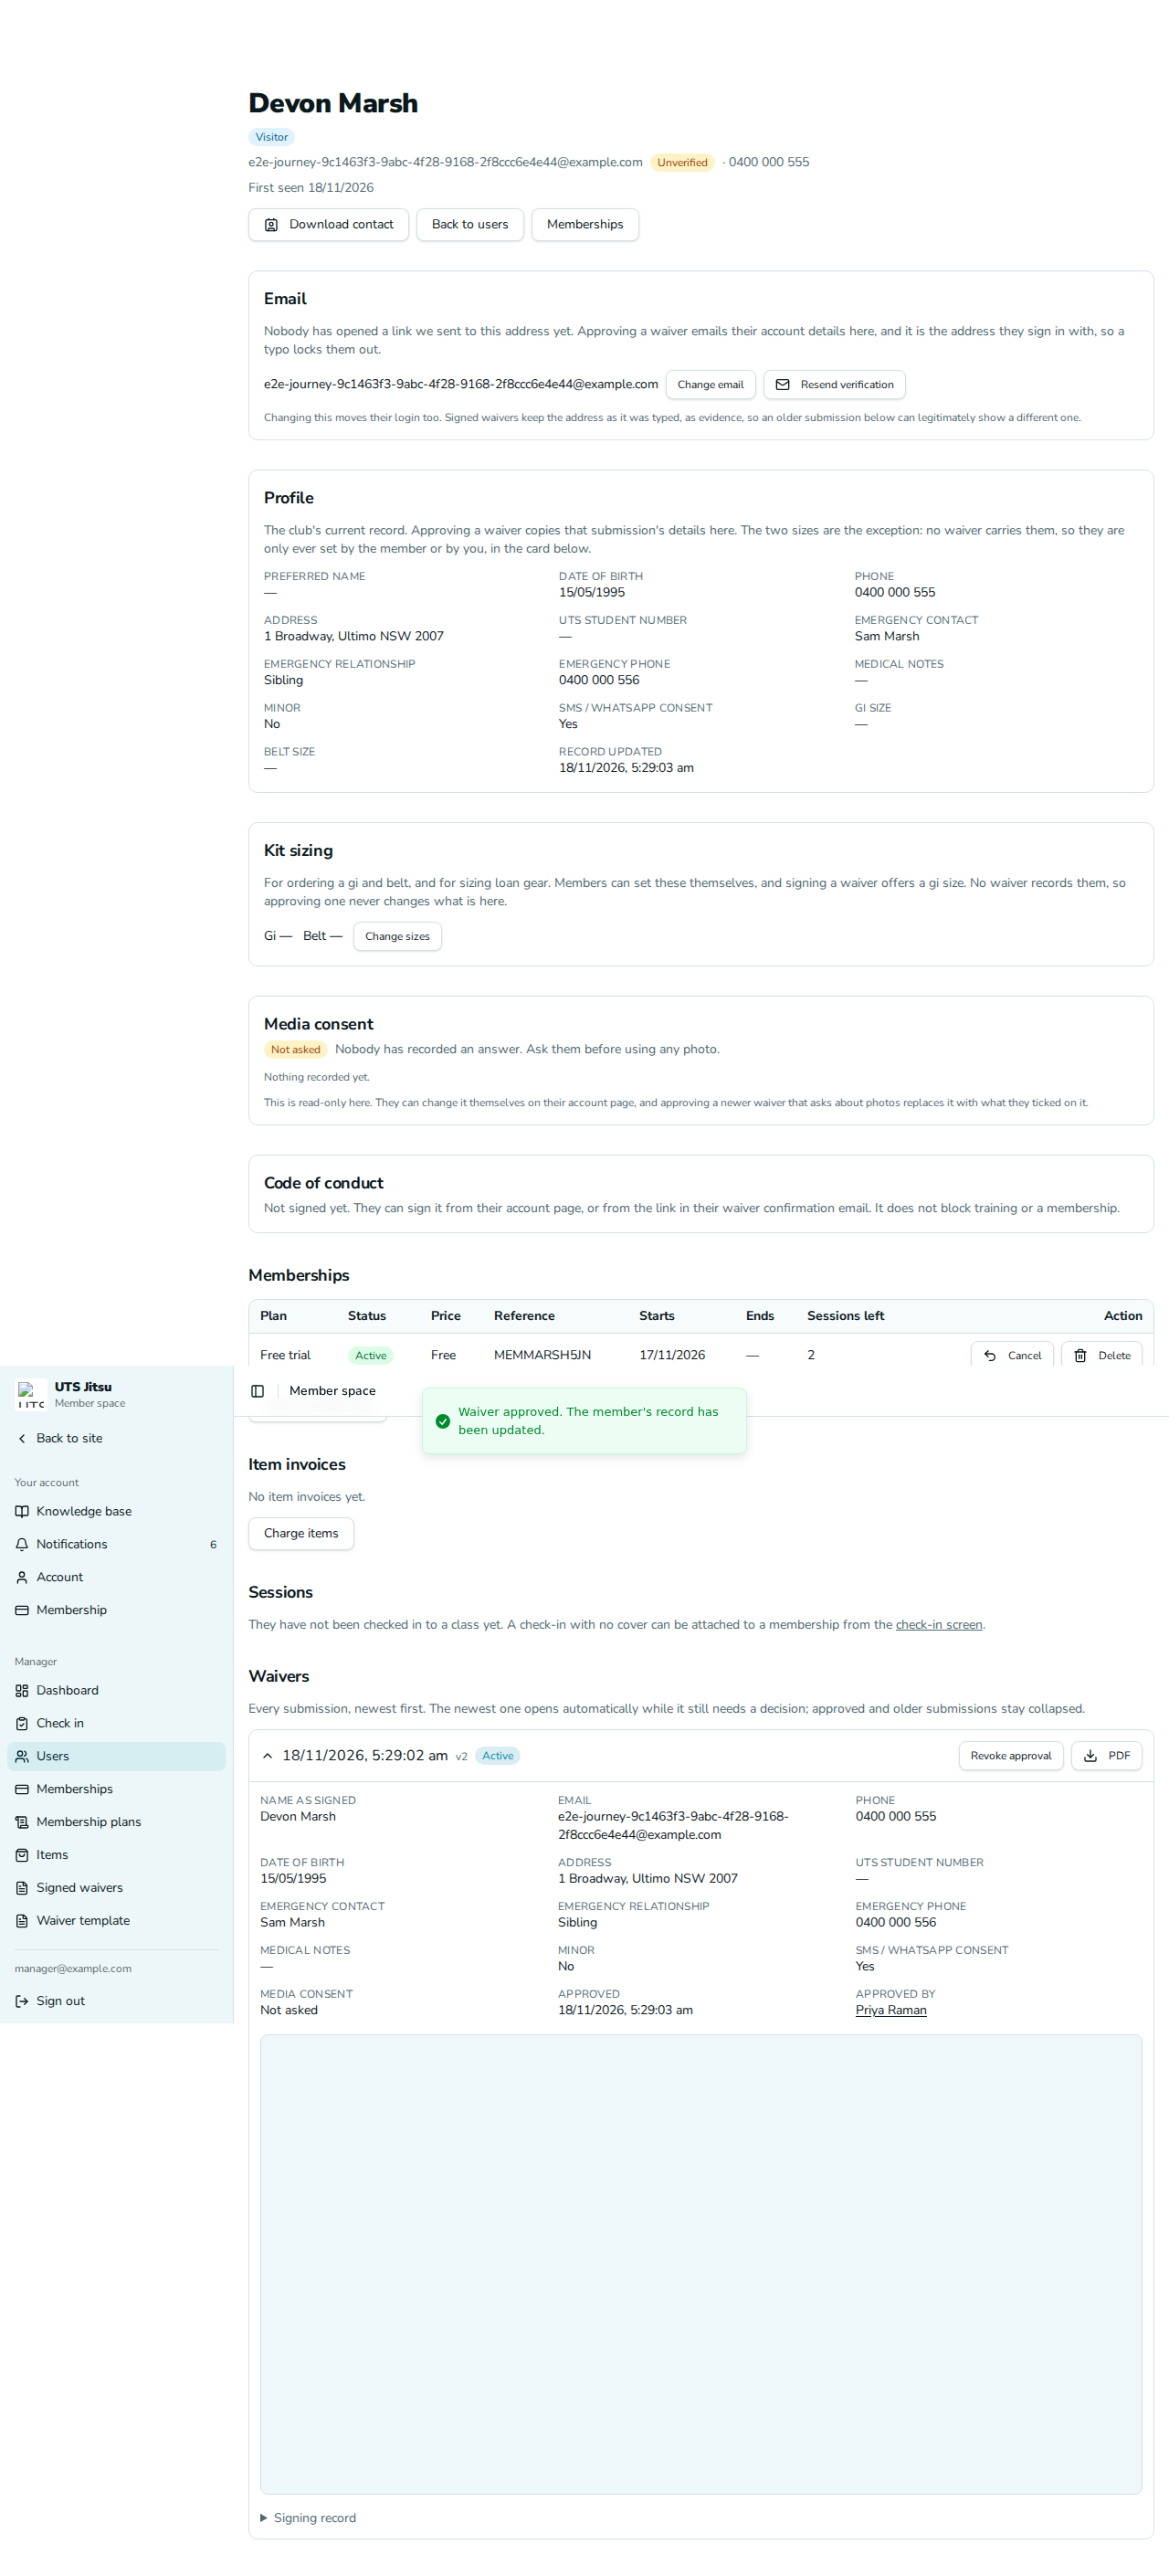 Devon Marsh
Visitor
e2e-journey-9c1463f3-9abc-4f28-9168-2f8ccc6e4e44@example.com Unverified · 0400 000 555
First seen 18/11/2026
Download contact Back to users Memberships
Email
Nobody has opened a link we sent to this address yet. Approving a waiver emails their account details here, and it is the address they sign in with, so a
typo locks them out.
e2e-journey-9c1463f3-9abc-4f28-9168-2f8ccc6e4e44@example.com Change email Resend verification
Changing this moves their login too. Signed waivers keep the address as it was typed, as evidence, so an older submission below can legitimately show a different one.
Profile
The club's current record. Approving a waiver copies that submission's details here. The two sizes are the exception: no waiver carries them, so they are
only ever set by the member or by you, in the card below.
PREFERRED NAME DATE OF BIRTH PHONE
— 15/05/1995 0400 000 555
ADDRESS UTS STUDENT NUMBER EMERGENCY CONTACT
1 Broadway, Ultimo NSW 2007 — Sam Marsh
EMERGENCY RELATIONSHIP EMERGENCY PHONE MEDICAL NOTES
Sibling 0400 000 556 —
MINOR SMS / WHATSAPP CONSENT GI SIZE
No Yes —
BELT SIZE RECORD UPDATED
— 18/11/2026, 5:29:03 am
Kit sizing
For ordering a gi and belt, and for sizing loan gear. Members can set these themselves, and signing a waiver offers a gi size. No waiver records them, so
approving one never changes what is here.
Gi — Belt — Change sizes
Media consent
Not asked Nobody has recorded an answer. Ask them before using any photo.
Nothing recorded yet.
This is read-only here. They can change it themselves on their account page, and approving a newer waiver that asks about photos replaces it with what they ticked on it.
Code of conduct
Not signed yet. They can sign it from their account page, or from the link in their waiver confirmation email. It does not block training or a membership.
Memberships
Plan Status Price Reference Starts Ends Sessions left Action
Free trial Active Free MEMMARSH5JN 17/11/2026 — 2 Cancel Delete
UTS Jitsu
Member space
Back to site
Your account
Knowledge base
Notifications 6
Account
Membership
Manager
Dashboard
Check in
Users
Memberships
Membership plans
Items
Signed waivers
Waiver template
manager@example.com
Sign out
Member space
Waiver approved. The member's record has
been updated.
Item invoices
No item invoices yet.
Charge items
Sessions
They have not been checked in to a class yet. A check-in with no cover can be attached to a membership from the check-in screen.
Waivers
Every submission, newest first. The newest one opens automatically while it still needs a decision; approved and older submissions stay collapsed.
18/11/2026, 5:29:02 am v2 Active Revoke approval PDF
NAME AS SIGNED EMAIL PHONE
Devon Marsh e2e-journey-9c1463f3-9abc-4f28-9168- 0400 000 555
2f8ccc6e4e44@example.com
DATE OF BIRTH ADDRESS UTS STUDENT NUMBER
15/05/1995 1 Broadway, Ultimo NSW 2007 —
EMERGENCY CONTACT EMERGENCY RELATIONSHIP EMERGENCY PHONE
Sam Marsh Sibling 0400 000 556
MEDICAL NOTES MINOR SMS / WHATSAPP CONSENT
— No Yes
MEDIA CONSENT APPROVED APPROVED BY
Not asked 18/11/2026, 5:29:03 am Priya Raman
Signing record